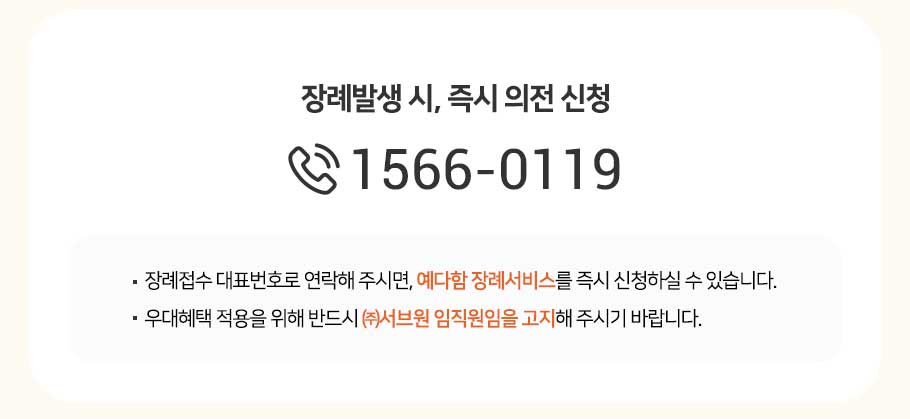 장례발생 시, 즉시 의전 신청
1566-0119
· 장례접수 대표번호로 연락해 주시면, 예다함 장례서비스를 즉시 신청하실 수 있습니다.
· 우대혜택 적용을 위해 반드시 ㈜서브원 임직원임을 고지해 주시기 바랍니다.